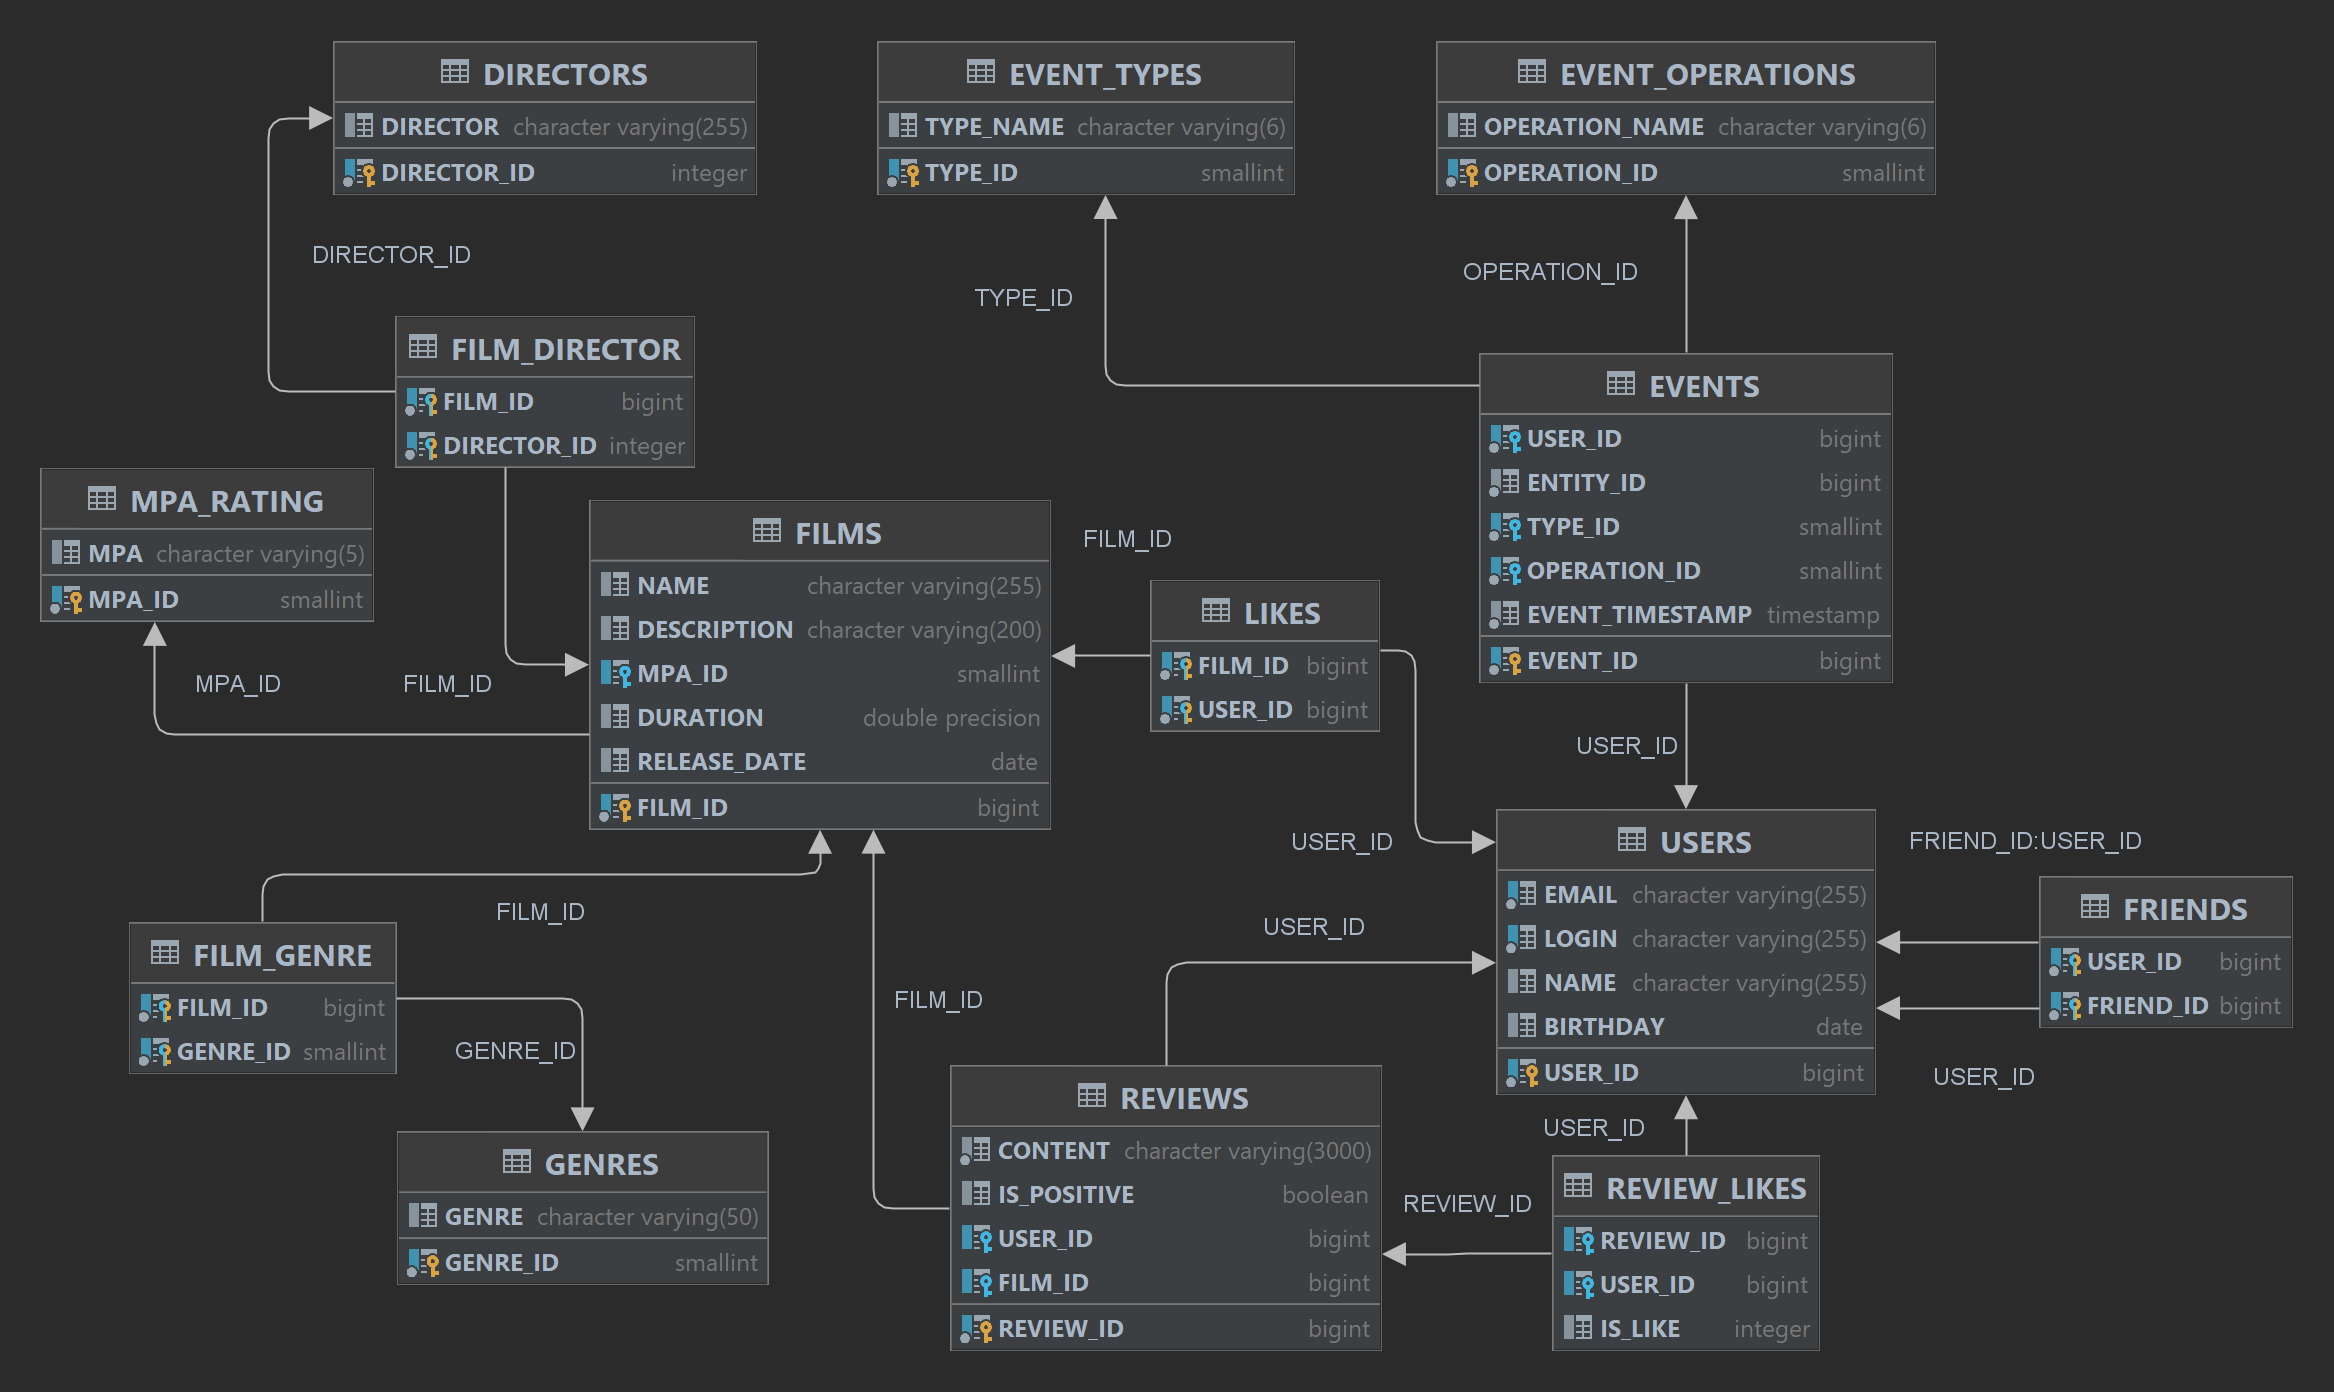 DIRECTORS
DIRECTOR character varying(255)
DIRECTOR_ID integer
EVENT_TYPES
TYPE_NAME character varying(6)
TYPE_ID smallint
EVENT_OPERATIONS
OPERATION_NAME character varying(6)
OPERATION_ID smallint
DIRECTOR_ID
TYPE_ID
OPERATION_ID
FILM_DIRECTOR
FILM_ID bigint
DIRECTOR_ID integer
EVENTS
USER_ID bigint
ENTITY_ID bigint
TYPE_ID smallint
OPERATION_ID smallint
EVENT_TIMESTAMP timestamp
EVENT_ID bigint
MPA_RATING
MPA character varying(5)
MPA_ID smallint
MPA_ID
FILM_ID
FILMS
NAME character varying(255)
DESCRIPTION character varying(200)
MPA_ID smallint
DURATION double precision
RELEASE_DATE date
FILM_ID bigint
FILM_ID
LIKES
FILM_ID bigint
USER_ID bigint
USER_ID
USER_ID
USERS
EMAIL character varying(255)
LOGIN character varying(255)
NAME character varying(255)
BIRTHDAY date
USER_ID bigint
FRIEND_ID:USER_ID
FRIENDS
USER_ID bigint
FRIEND_ID bigint
USER_ID
FILM_ID
FILM_GENRE
FILM_ID bigint
GENRE_ID smallint
GENRE_ID
GENRES
GENRE character varying(50)
GENRE_ID smallint
FILM_ID
USER_ID
REVIEWS
CONTENT character varying(3000)
IS_POSITIVE boolean
USER_ID bigint
FILM_ID bigint
REVIEW_ID bigint
REVIEW_ID
USER_ID
REVIEW_LIKES
REVIEW_ID bigint
USER_ID bigint
IS_LIKE integer